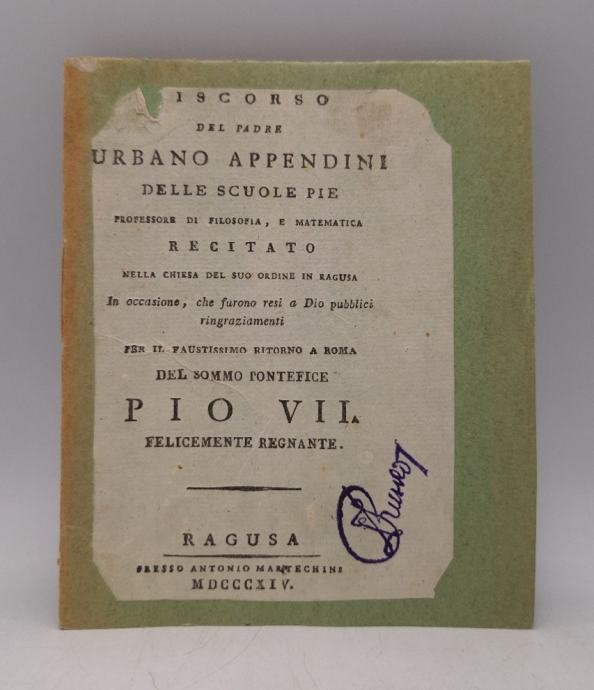 ISCORSO
DEL PADRE
URBANO APPENDINI
DELLE SCUOLE PIE
PROFESSORE DI FILOSOFIA, E MATEMATICA
RECITATO
NELLA CHIESA DEL SUO ORDINE IN RAGUSA
In occasione, che furono resi a Dio pubblici
ringraziamenti
PER IL FAUSTISSIMO RITORNO A ROMA
DEL SOMMO PONTEFICE
PIO VII.
FELICEMENTE REGNANTE.
RAGUSA
PRESSO ANTONIO MARTECHINI
MDCCCXIV.